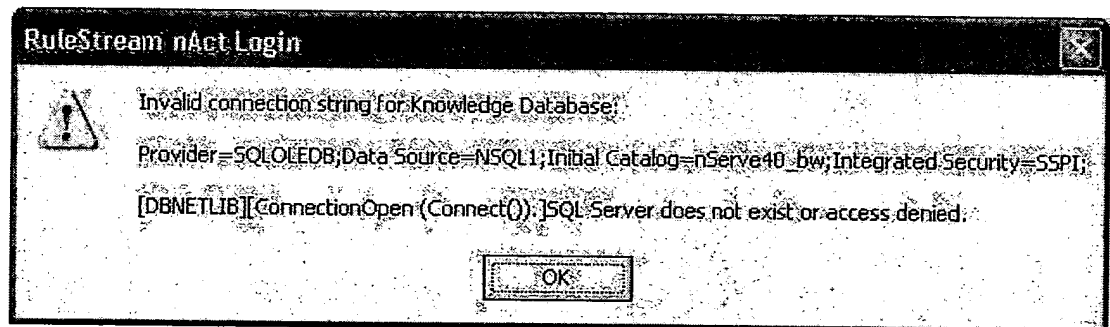 RuleStream nAct Login
Invalid connection string for Knowledge Database:
Provider=SQLOLEDB;Data Source=NSQL1;Initial Catalog=nServe40_bw;Integrated Security=SSPI;
[DBNETLIB][ConnectionOpen (Connect()).]SQL Server does not exist or access denied.
OK